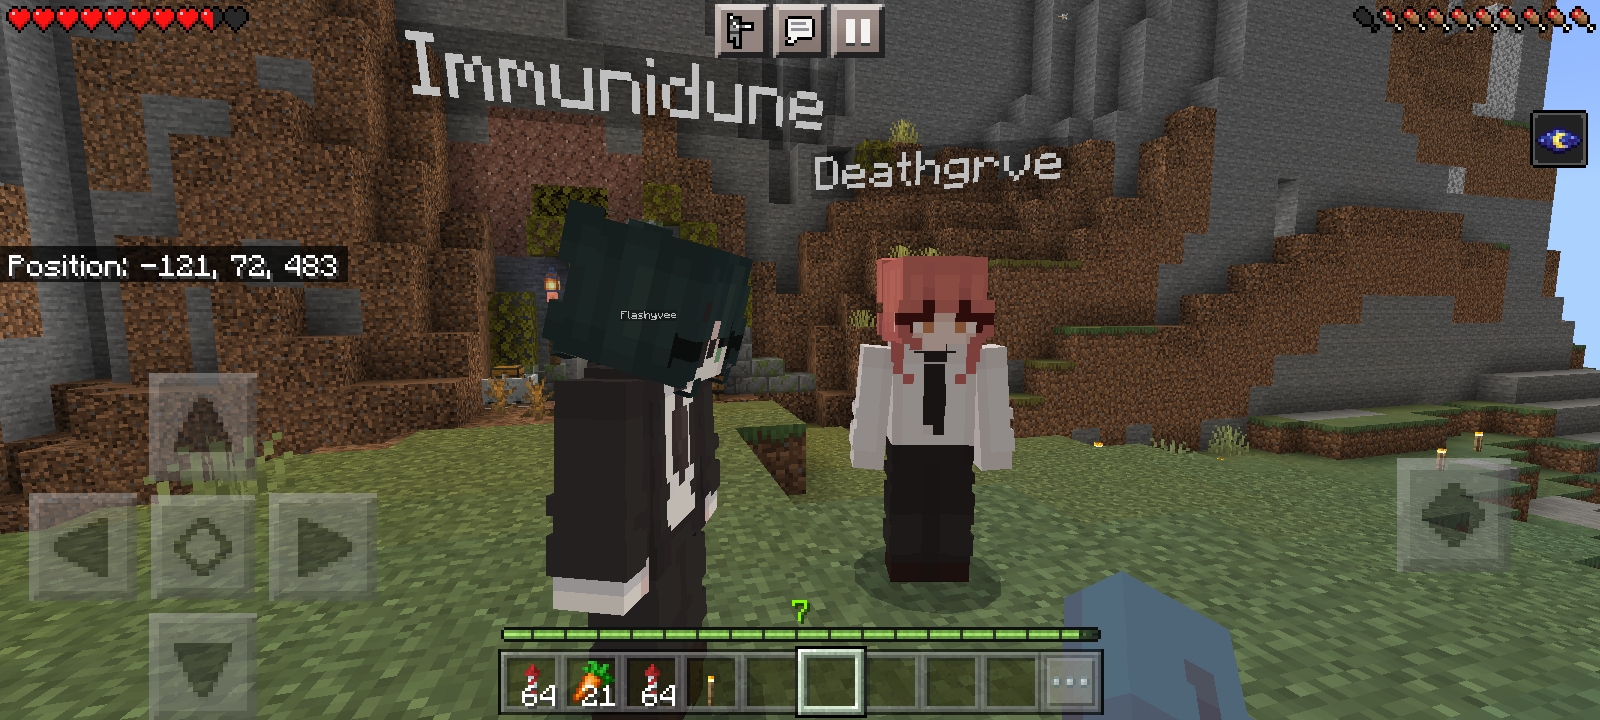 Immunidune
Deathgrve
Position: -121, 72, 483
Flashyvee
7
64
21
64